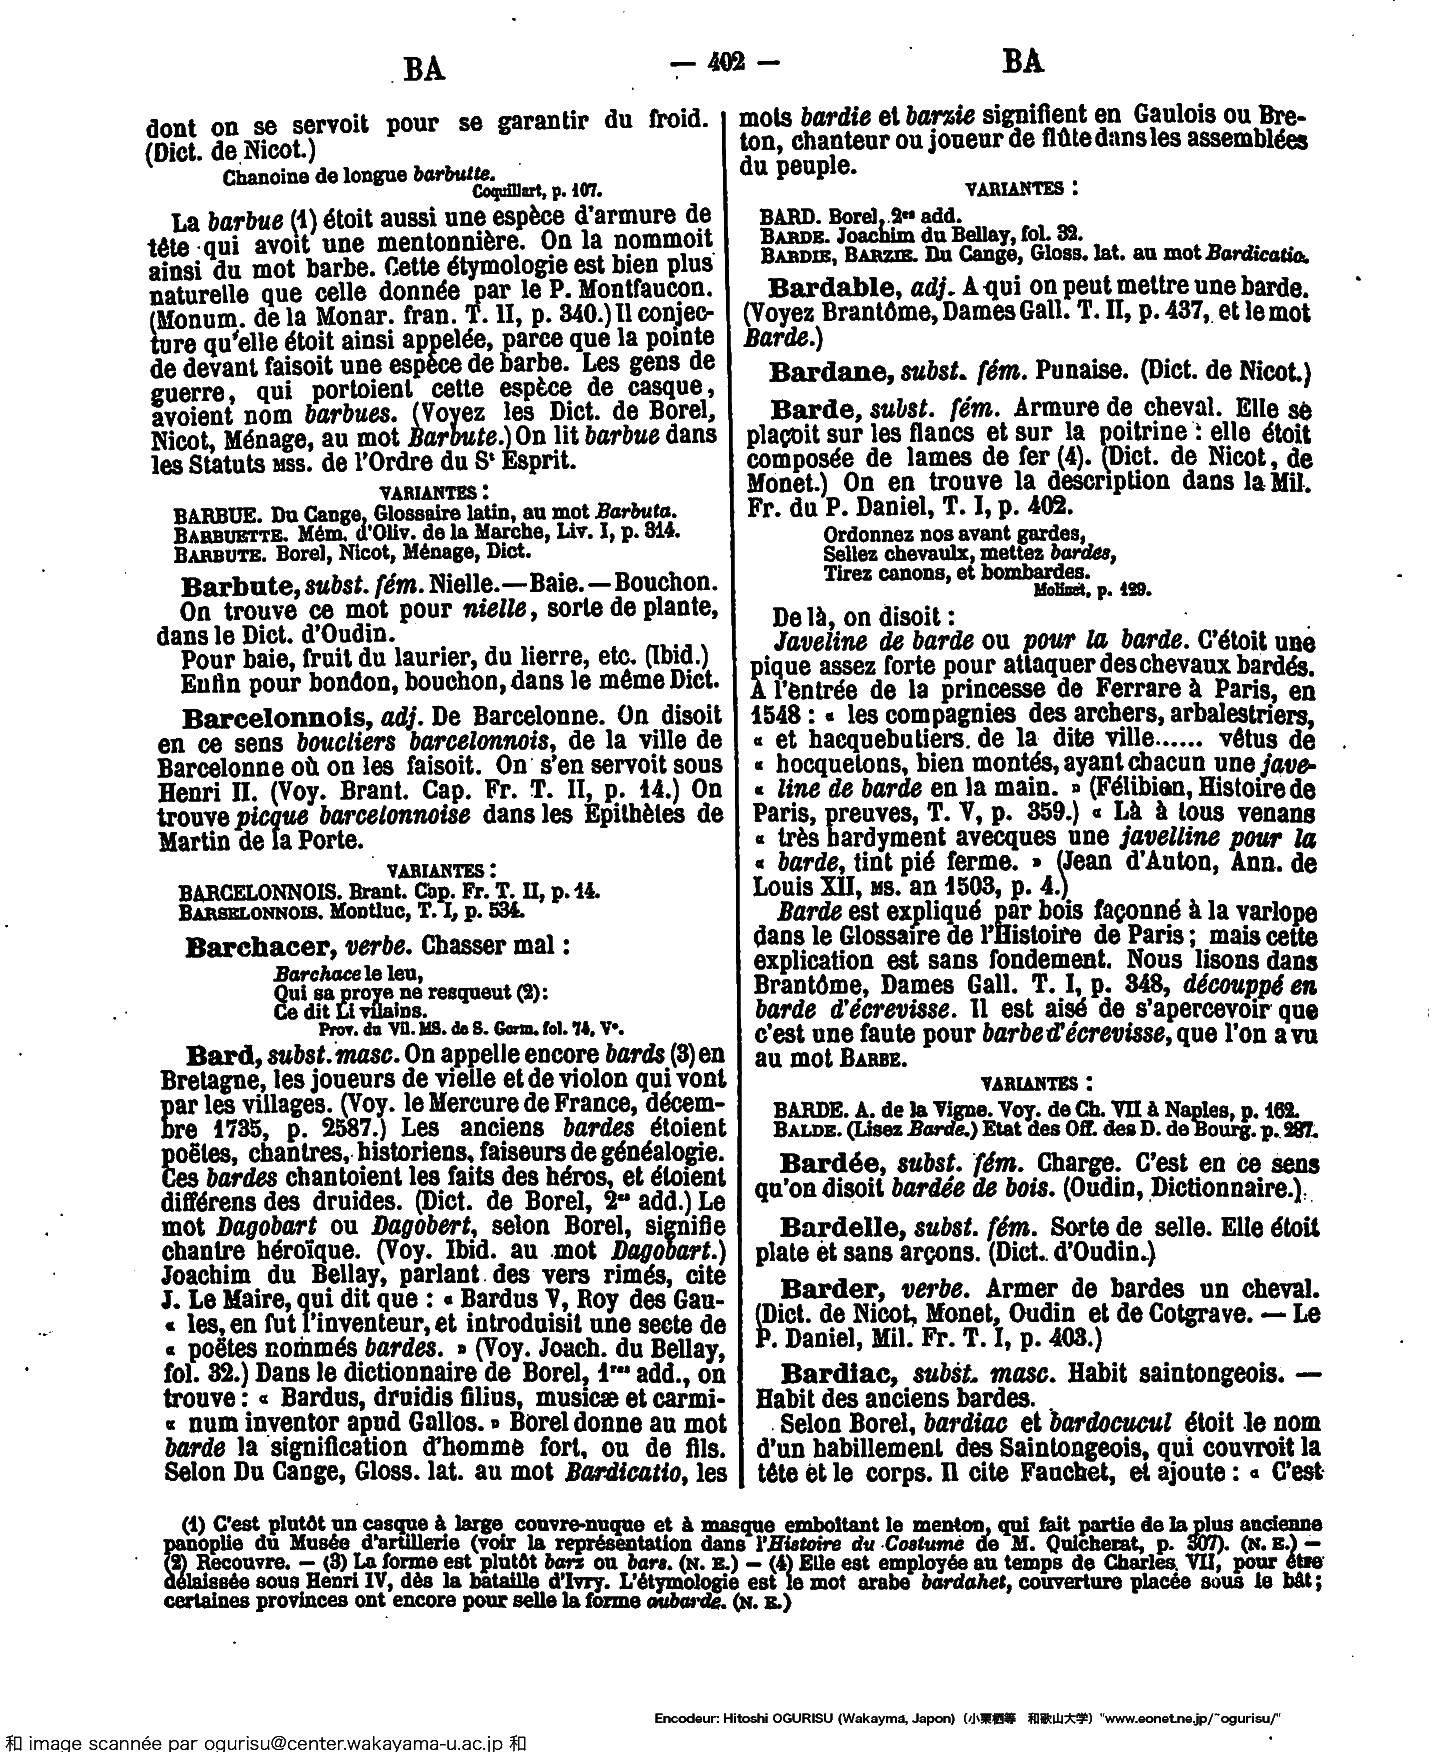 BA
— 402 —
BA
dont on se servoit pour se garantir du froid.
(Dict. de Nicot.)
Chanoine de longue barbutte.
Coquillart, p. 107.
La barbue (1) étoit aussi une espèce d'armure de
tête qui avoit une mentonnière. On la nommoit
ainsi du mot barbe. Cette étymologie est bien plus
naturelle que celle donnée par le P. Montfaucon.
(Monum. de la Monar. fran. T. II, p. 340.) Il conjec-
ture qu'elle étoit ainsi appelée, parce que la pointe
de devant faisoit une espèce de barbe. Les gens de
guerre, qui portoient cette espèce de casque,
avoient nom barbues. (Voyez les Dict. de Borel,
Nicot, Ménage, au mot Barbute.) On lit barbue dans
les Statuts MSS. de l'Ordre du St Esprit.
VARIANTES :
BARBUE. Du Cange, Glossaire latin, au mot Barbuta.
BARBUETTE. Mém. d'Oliv. de la Marche, Liv. I, p. 314.
BARBUTE. Borel, Nicot, Ménage, Dict.
Barbute, subst. fém. Nielle. — Baie. — Bouchon.
On trouve ce mot pour nielle, sorte de plante,
dans le Dict. d'Oudin.
Pour baie, fruit du laurier, du lierre, etc. (Ibid.)
Enfin pour bondon, bouchon, dans le même Dict.
Barcelonnois, adj. De Barcelonne. On disoit
en ce sens boucliers barcelonnois, de la ville de
Barcelonne où on les faisoit. On s'en servoit sous
Henri II. (Voy. Brant. Cap. Fr. T. II, p. 14.) On
trouve picque barcelonnoise dans les Epithètes de
Martin de la Porte.
VARIANTES :
BARCELONNOIS. Brant. Cap. Fr. T. II, p. 14.
BARSELONNOIS. Montluc, T. I, p. 534.
Barchacer, verbe. Chasser mal :
Barchace le leu,
Qui sa proye ne resqueut (2):
Ce dit Li vilains.
Prov. du Vil. MS. de S. Germ. fol. 74, Vº.
Bard, subst. masc. On appelle encore bards (3) en
Bretagne, les joueurs de vielle et de violon qui vont
par les villages. (Voy. le Mercure de France, décem-
bre 1735, p. 2587.) Les anciens bardes étoient
poëtes, chantres, historiens, faiseurs de généalogie.
Ces bardes chantoient les faits des héros, et étoient
différens des druides. (Dict. de Borel, 2es add.) Le
mot Dagobart ou Dagobert, selon Borel, signifie
chantre héroïque. (Voy. Ibid. au mot Dagobart.)
Joachim du Bellay, parlant des vers rimés, cite
J. Le Maire, qui dit que : « Bardus V, Roy des Gau-
« les, en fut l'inventeur, et introduisit une secte de
« poëtes nommés bardes. » (Voy. Joach. du Bellay,
fol. 32.) Dans le dictionnaire de Borel, 1res add., on
trouve : « Bardus, druidis filius, musicæ et carmi-
« num inventor apud Gallos. » Borel donne au mot
barde la signification d'homme fort, ou de fils.
Selon Du Cange, Gloss. lat. au mot Bardicatio, les
mots bardie et barzie signifient en Gaulois ou Bre-
ton, chanteur ou joueur de flûte dans les assemblées
du peuple.
VARIANTES :
BARD. Borel, 2es add.
BARDE. Joachim du Bellay, fol. 32.
BARDIE, BARZIE. Du Cange, Gloss. lat. au mot Bardicatio.
Bardable, adj. A qui on peut mettre une barde.
(Voyez Brantôme, Dames Gall. T. II, p. 437, et le mot
Barde.)
Bardane, subst. fém. Punaise. (Dict. de Nicot.)
Barde, subst. fém. Armure de cheval. Elle se
plaçoit sur les flancs et sur la poitrine : elle étoit
composée de lames de fer (4). (Dict. de Nicot, de
Monet.) On en trouve la description dans la Mil.
Fr. du P. Daniel, T. I, p. 402.
Ordonnez nos avant gardes,
Sellez chevaulx, mettez bardes,
Tirez canons, et bombardes.
Molinet, p. 129.
De là, on disoit :
Javeline de barde ou pour la barde. C'étoit une
pique assez forte pour attaquer des chevaux bardés.
A l'entrée de la princesse de Ferrare à Paris, en
1548 : « les compagnies des archers, arbalestriers,
« et hacquebutiers. de la dite ville...... vêtus de
« hocquetons, bien montés, ayant chacun une jave-
« line de barde en la main. » (Félibien, Histoire de
Paris, preuves, T. V, p. 359.) « Là à tous venans
« très hardyment avecques une javelline pour la
« barde, tint pié ferme. » (Jean d'Auton, Ann. de
Louis XII, MS. an 1503, p. 4.)
Barde est expliqué par bois façonné à la varlope
dans le Glossaire de l'Histoire de Paris ; mais cette
explication est sans fondement. Nous lisons dans
Brantôme, Dames Gall. T. I, p. 348, découppé en
barde d'écrevisse. Il est aisé de s'apercevoir que
c'est une faute pour barbe d'écrevisse, que l'on a vu
au mot BARBE.
VARIANTES :
BARDE. A. de la Vigne. Voy. de Ch. VII à Naples, p. 162.
BALDE. (Lisez Barde.) Etat des Off. des D. de Bourg. p. 287.
Bardée, subst. fém. Charge. C'est en ce sens
qu'on disoit bardée de bois. (Oudin, Dictionnaire.)
Bardelle, subst. fém. Sorte de selle. Elle étoit
plate et sans arçons. (Dict. d'Oudin.)
Barder, verbe. Armer de bardes un cheval.
(Dict. de Nicot, Monet, Oudin et de Cotgrave. — Le
P. Daniel, Mil. Fr. T. I, p. 403.)
Bardiac, subst. masc. Habit saintongeois. —
Habit des anciens bardes.
Selon Borel, bardiac et bardocucul étoit le nom
d'un habillement des Saintongeois, qui couvroit la
tête et le corps. Il cite Fauchet, et ajoute : « C'est
(1) C'est plutôt un casque à large couvre-nuque et à masque emboîtant le menton, qui fait partie de la plus ancienne
panoplie du Musée d'artillerie (voir la représentation dans l'Histoire du Costume de M. Quicherat, p. 307). (N. E.) —
(2) Recouvre. — (3) La forme est plutôt barz ou bars. (N. E.) — (4) Elle est employée au temps de Charles VII, pour être
délaissée sous Henri IV, dès la bataille d'Ivry. L'étymologie est le mot arabe bardahet, couverture placée sous le bât ;
certaines provinces ont encore pour selle la forme aubarde. (N. E.)
Encodeur: Hitoshi OGURISU (Wakayma, Japon) (小栗栖等 和歌山大学) "www.eonet.ne.jp/~ogurisu/"
和 image scannée par ogurisu@center.wakayama-u.ac.jp 和